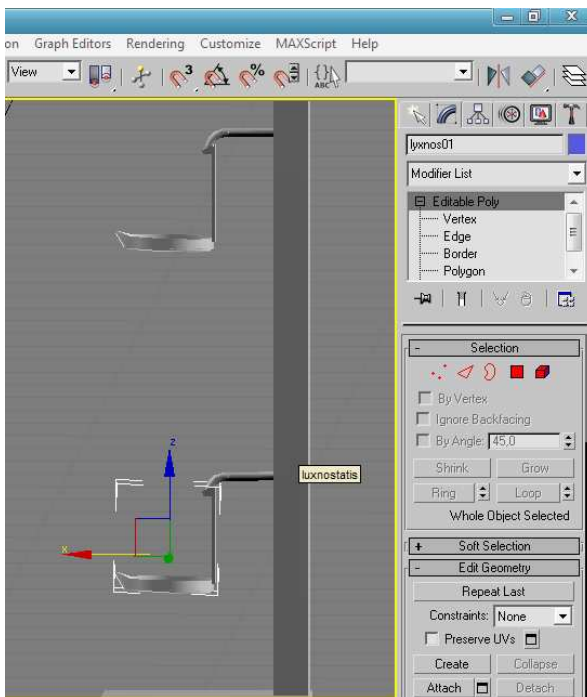 on Graph Editors Rendering Customize MAXScript Help
View 3 % {} ABC
lyxnos01
Modifier List
Editable Poly
Vertex
Edge
Border
Polygon
z
luxnostatis
x
- Selection
By Vertex
Ignore Backfacing
By Angle: 45,0
Shrink Grow
Ring Loop
Whole Object Selected
+ Soft Selection
- Edit Geometry
Repeat Last
Constraints: None
Preserve UVs
Create Collapse
Attach Detach